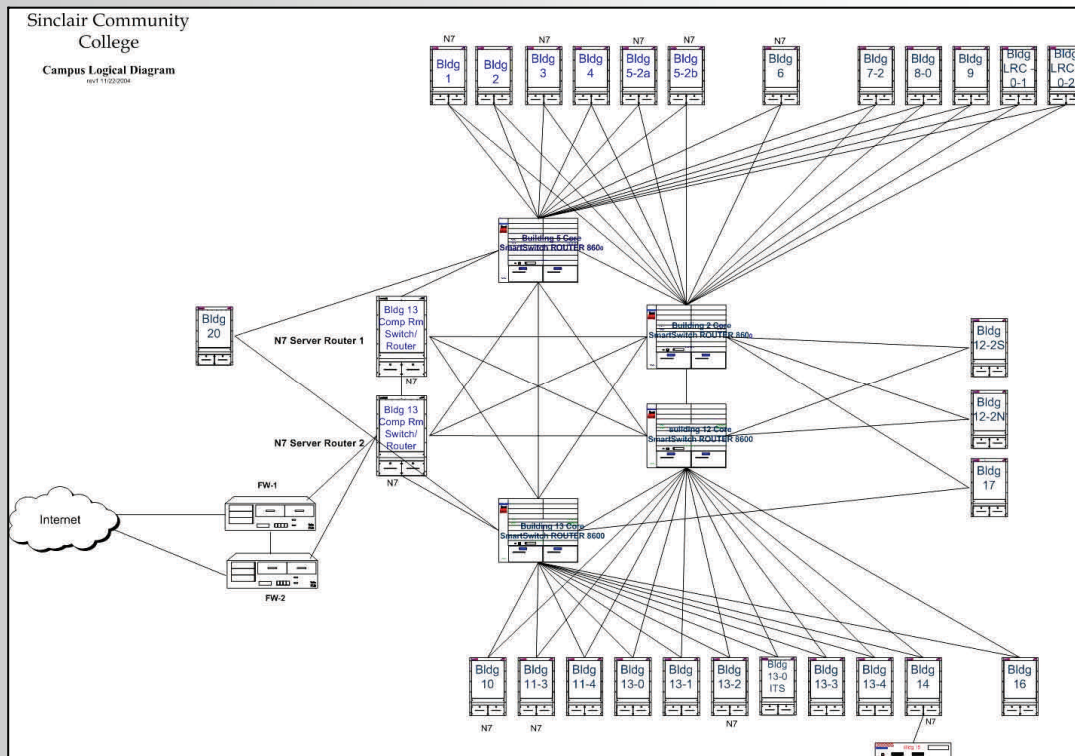 Sinclair Community
College
Campus Logical Diagram
rev1 11/22/2004
N7
N7
N7
N7
N7
Bldg
1
Bldg
2
Bldg
3
Bldg
4
Bldg
5-2a
Bldg
5-2b
Bldg
6
Bldg
7-2
Bldg
8-0
Bldg
9
Bldg
LRC -
0-1
Bldg
LRC -
0-2
Building 5 Core
SmartSwitch ROUTER 8600
Bldg
20
N7 Server Router 1
Bldg 13
Comp Rm
Switch/
Router
N7
Building 2 Core
SmartSwitch ROUTER 8600
Bldg
12-2S
N7 Server Router 2
Bldg 13
Comp Rm
Switch/
Router
N7
Building 12 Core
SmartSwitch ROUTER 8600
Bldg
12-2N
Bldg
17
Internet
FW-1
FW-2
Building 13 Core
SmartSwitch ROUTER 8600
Bldg
10
Bldg
11-3
Bldg
11-4
Bldg
13-0
Bldg
13-1
Bldg
13-2
Bldg
13-0
ITS
Bldg
13-3
Bldg
13-4
Bldg
14
Bldg
16
N7
N7
N7
N7